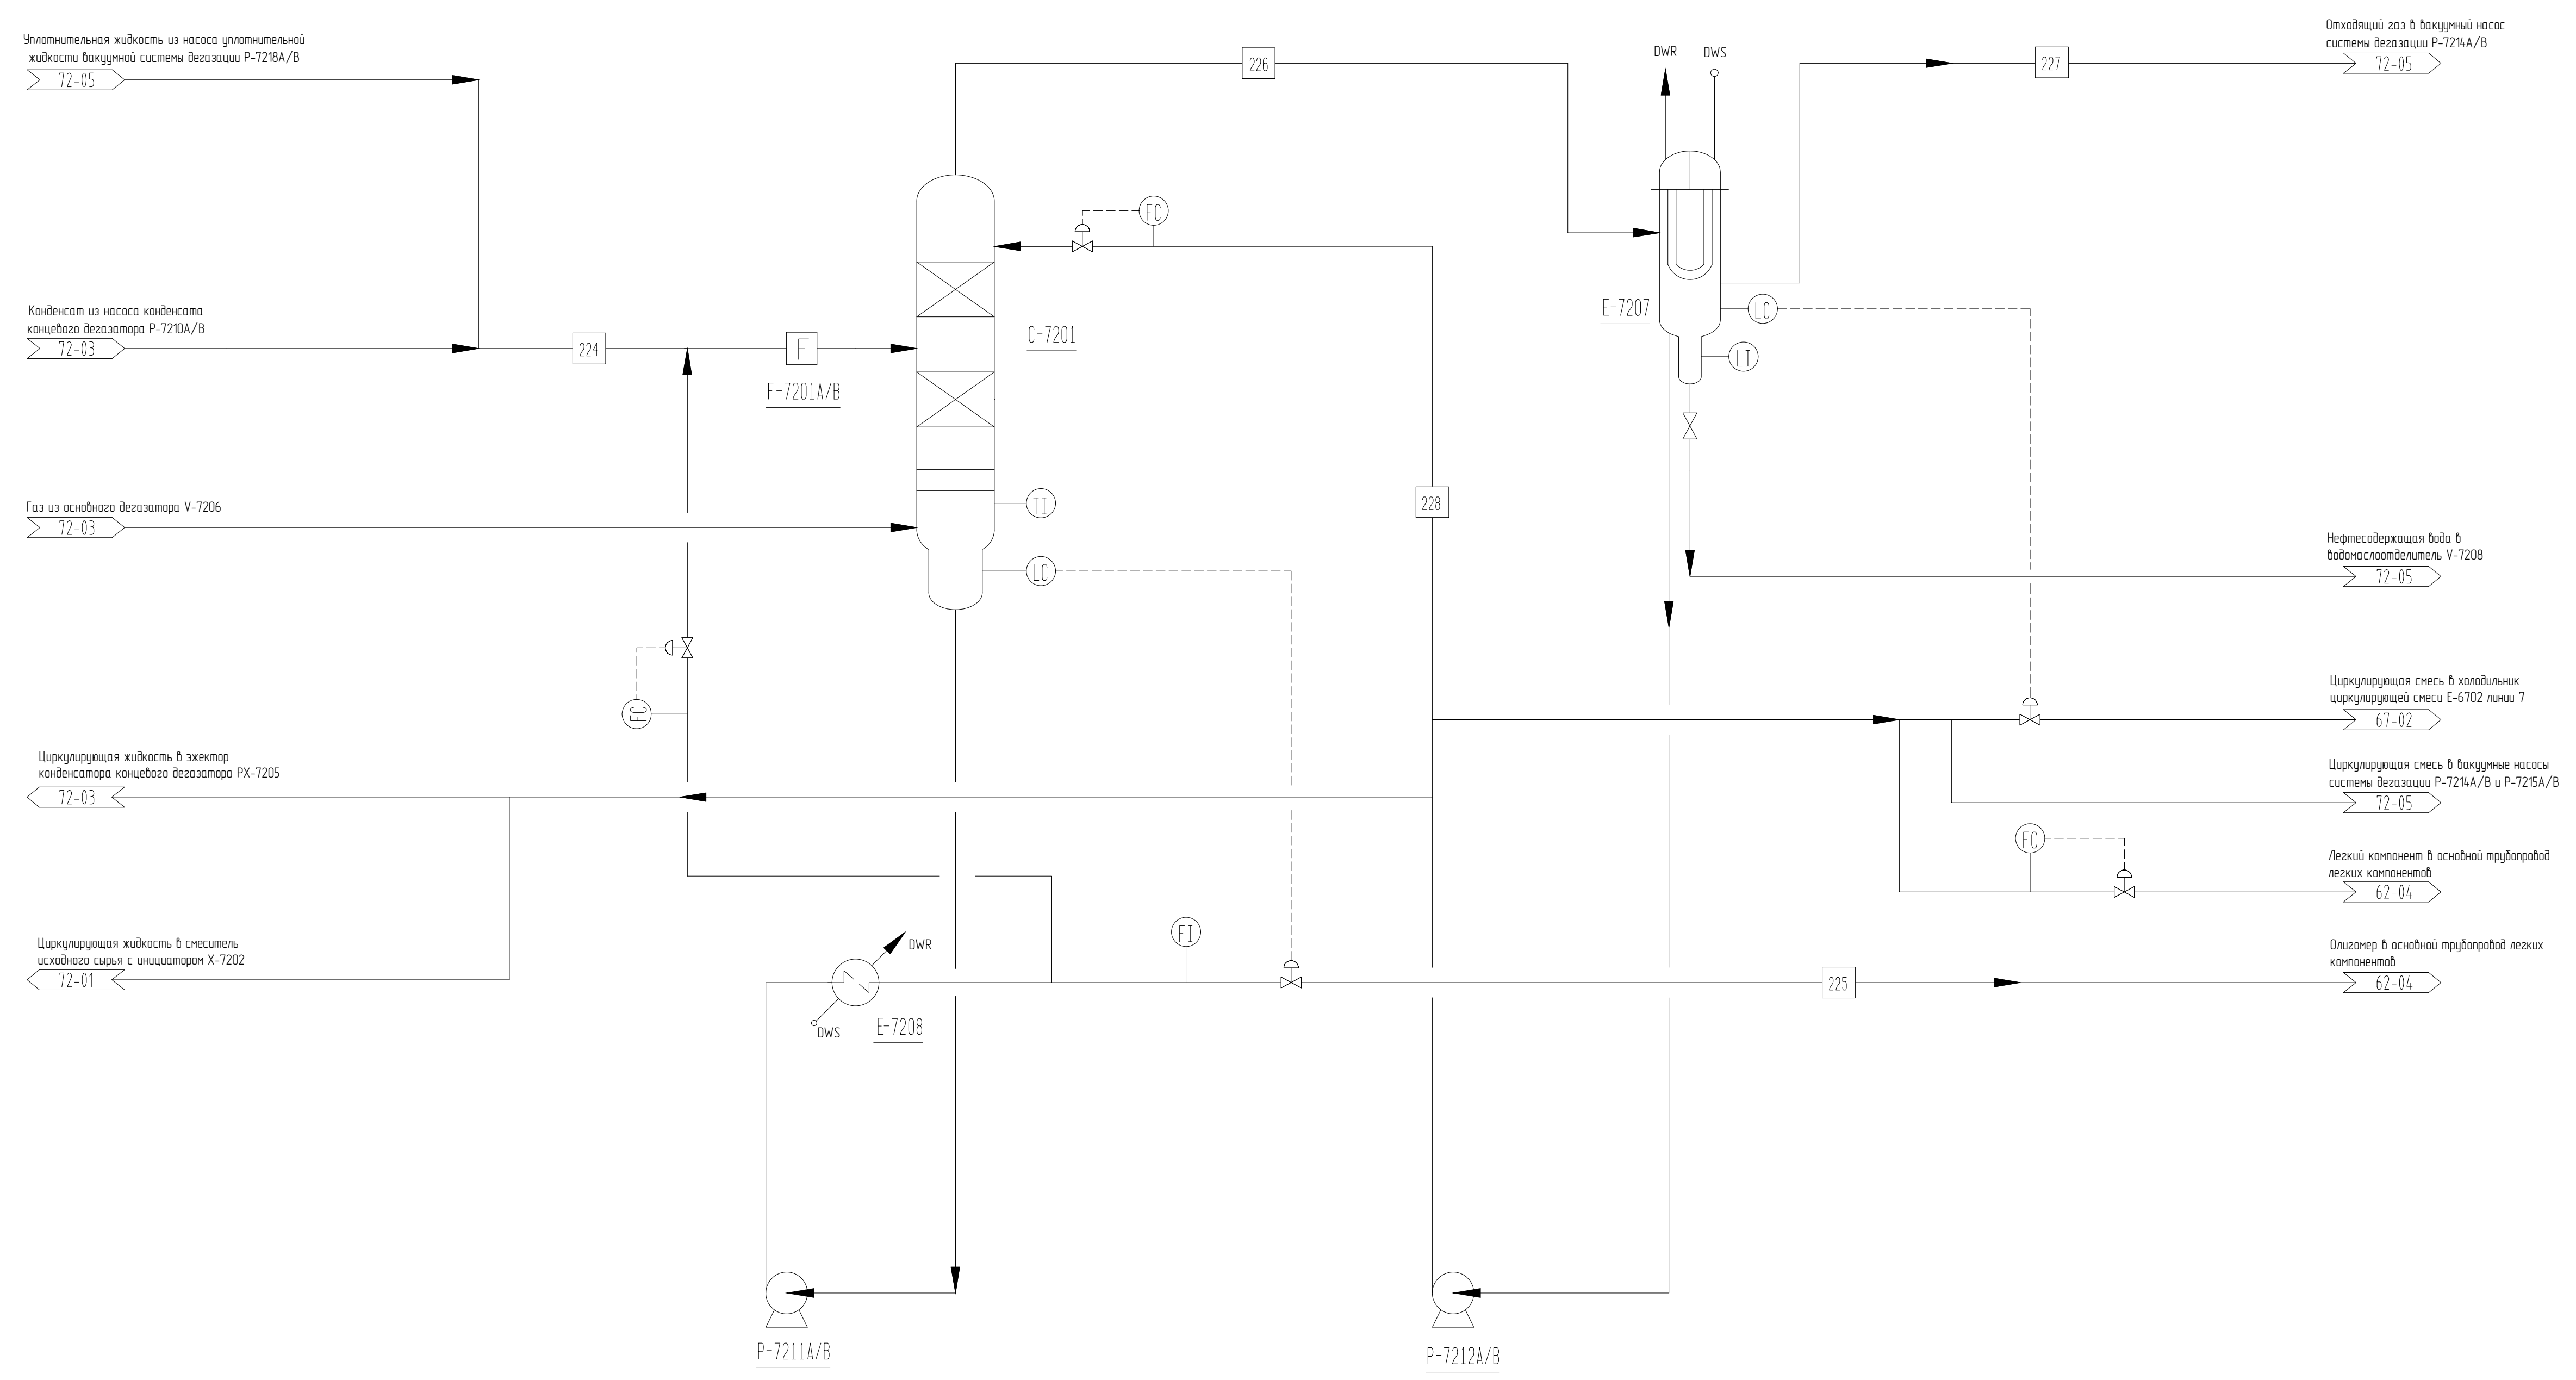 Уплотнительная жидкость из насоса уплотнительной
жидкости вакуумной системы дегазации P-7218A/B
72-05
226
DWR
DWS
227
Отходящий газ в вакуумный насос
системы дегазации P-7214A/B
72-05
FC
Конденсат из насоса конденсата
концевого дегазатора P-7210A/B
72-03
224
F
F-7201A/B
C-7201
E-7207
LC
LI
Газ из основного дегазатора V-7206
72-03
TI
LC
228
Нефтесодержащая вода в
водомаслоотделитель V-7208
72-05
FC
Циркулирующая смесь в холодильник
циркулирующей смеси E-6702 линии 7
67-02
Циркулирующая жидкость в эжектор
конденсатора концевого дегазатора PX-7205
72-03
Циркулирующая смесь в вакуумные насосы
системы дегазации P-7214A/B и P-7215A/B
72-05
FC
Легкий компонент в основной трубопровод
легких компонентов
62-04
Циркулирующая жидкость в смеситель
исходного сырья с инициатором X-7202
72-01
DWR
DWS
E-7208
FI
225
Олигомер в основной трубопровод легких
компонентов
62-04
P-7211A/B
P-7212A/B